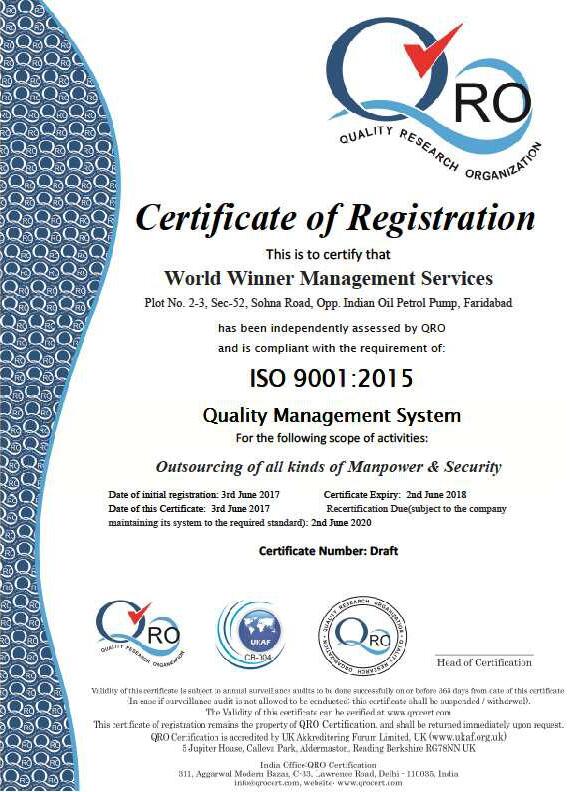 QRO
QUALITY RESEARCH ORGANIZATION
Certificate of Registration
This is to certify that
World Winner Management Services
Plot No. 2-3, Sec-52, Sohna Road, Opp. Indian Oil Petrol Pump, Faridabad
has been independently assessed by QRO
and is compliant with the requirement of:
ISO 9001:2015
Quality Management System
For the following scope of activities:
Outsourcing of all kinds of Manpower & Security
Date of initial registration: 3rd June 2017 Certificate Expiry: 2nd June 2018
Date of this Certificate: 3rd June 2017 Recertification Due(subject to the company
maintaining its system to the required standard): 2nd June 2020
Certificate Number: Draft
QRO
QUALITY RESEARCH ORGANIZATION
UKAF
CB-304
QUALITY RESEARCH ORGANIZATION
QRO
Head of Certification
Validity of this certificate is subject to annual surveillance audits to be done successfully on or before 364 days from date of this certificate
(In case if surveillance audit is not allowed to be conducted; this certificate shall be suspended / withdrawal).
The Validity of this certificate can be verified at www.qrocert.com
This certificate of registration remains the property of QRO Certification, and shall be returned immediately upon request.
QRO Certification is accredited by UK Akkreditering Forum Limited, UK (www.ukaf.org.uk)
5 Jupiter House, Calleva Park, Aldermaston, Reading Berkshire RG78NN UK
India Office:QRO Certification
311, Aggarwal Modern Bazar, C-33, Lawrence Road, Delhi - 110035, India
info@qrocert.com, website- www.qrocert.com